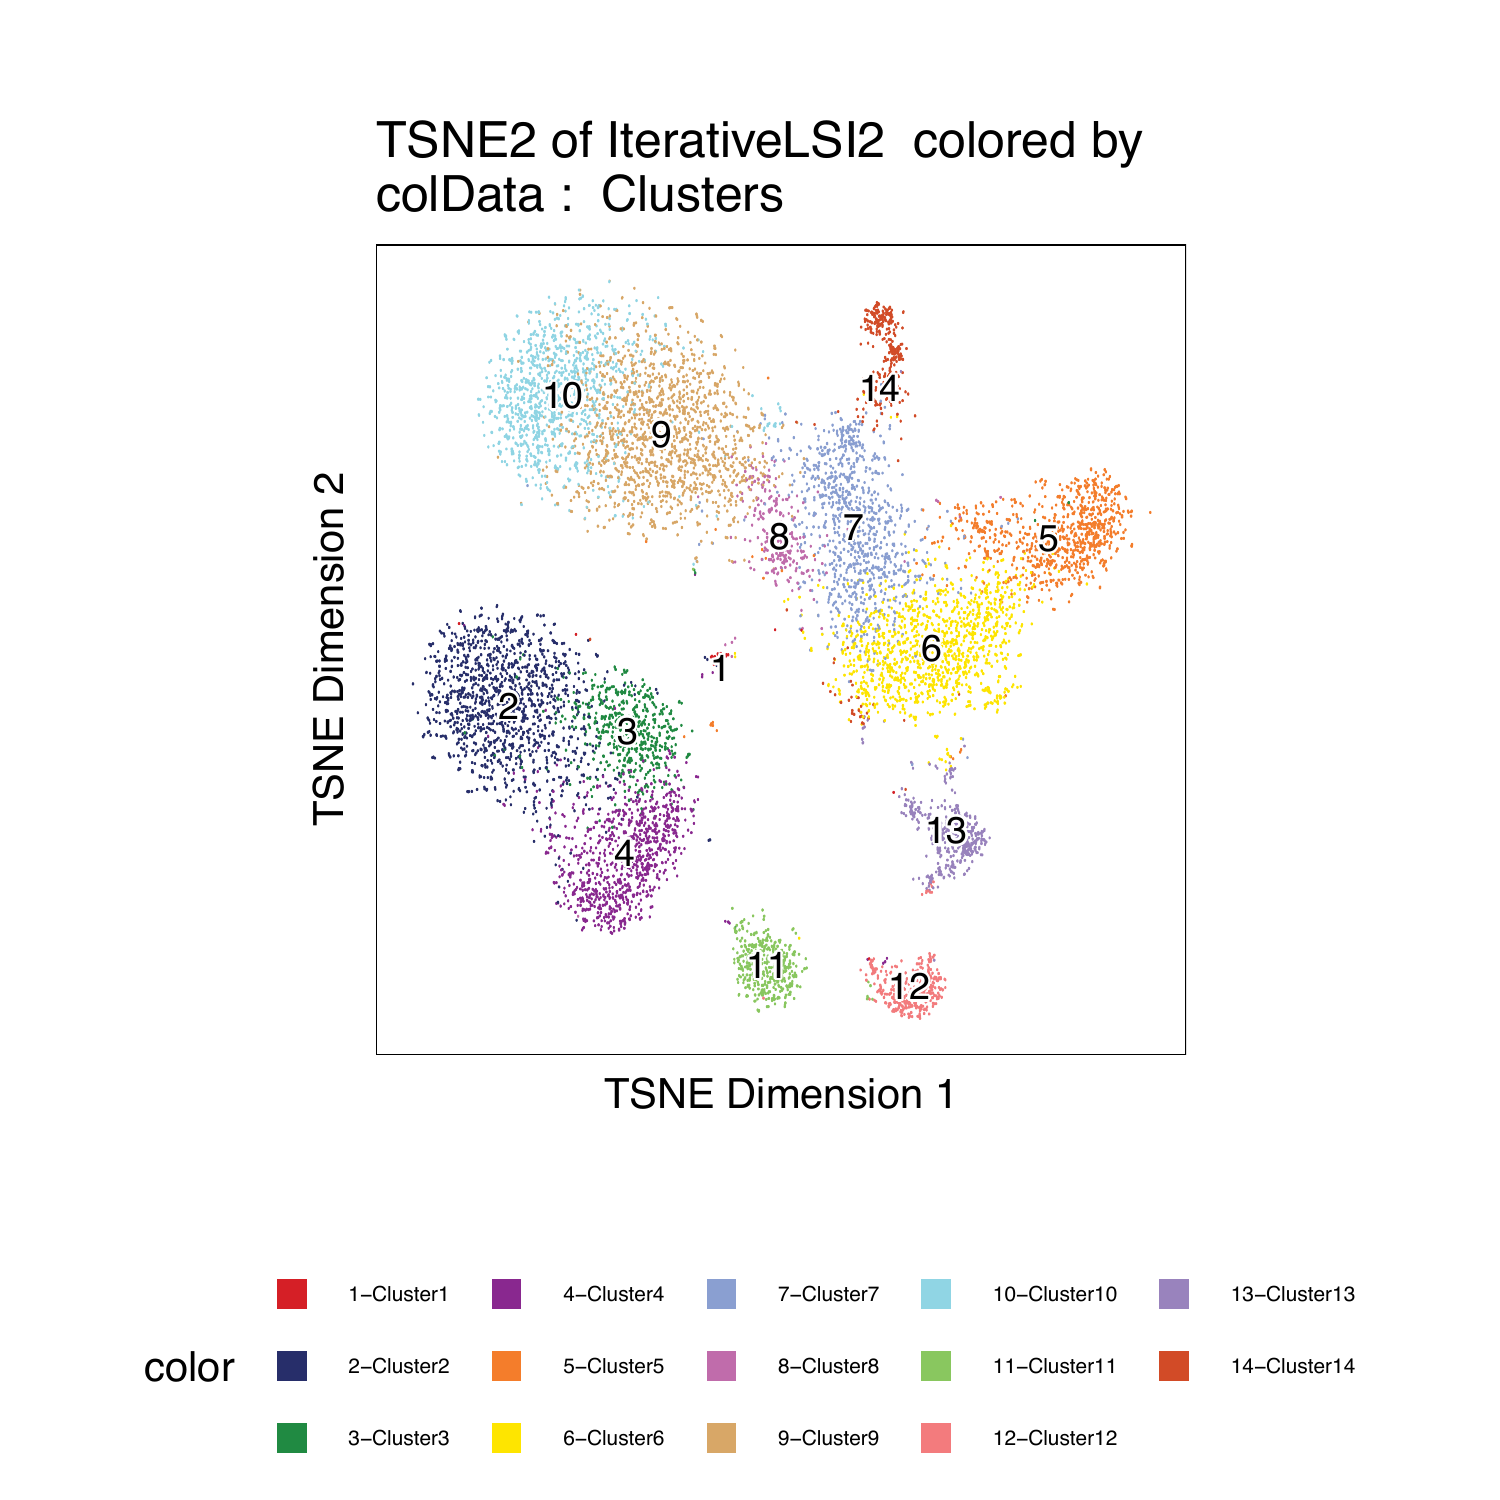 TSNE2 of IterativeLSI2  colored by
colData :  Clusters
TSNE Dimension 2
10
9
14
8
7
5
6
1
2
3
4
13
11
12
TSNE Dimension 1
color
1−Cluster1
2−Cluster2
3−Cluster3
4−Cluster4
5−Cluster5
6−Cluster6
7−Cluster7
8−Cluster8
9−Cluster9
10−Cluster10
11−Cluster11
12−Cluster12
13−Cluster13
14−Cluster14